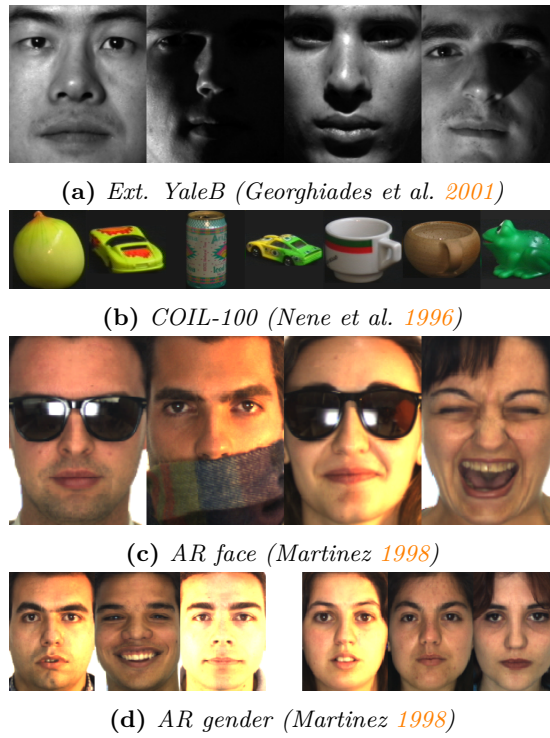 (a) Ext. YaleB (Georghiades et al. 2001)
(b) COIL-100 (Nene et al. 1996)
(c) AR face (Martinez 1998)
(d) AR gender (Martinez 1998)